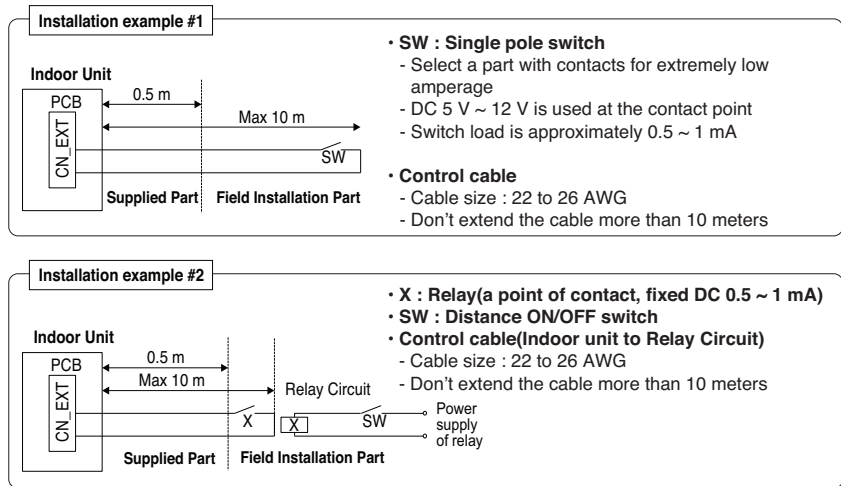 Installation example #1
Indoor Unit
PCB
CN_EXT
0.5 m
Max 10 m
SW
Supplied Part
Field Installation Part
• SW : Single pole switch
- Select a part with contacts for extremely low
amperage
- DC 5 V ~ 12 V is used at the contact point
- Switch load is approximately 0.5 ~ 1 mA
• Control cable
- Cable size : 22 to 26 AWG
- Don’t extend the cable more than 10 meters
Installation example #2
Indoor Unit
PCB
CN_EXT
0.5 m
Max 10 m
X
Relay Circuit
X
SW
Power
supply
of relay
Supplied Part
Field Installation Part
• X : Relay(a point of contact, fixed DC 0.5 ~ 1 mA)
• SW : Distance ON/OFF switch
• Control cable(Indoor unit to Relay Circuit)
- Cable size : 22 to 26 AWG
- Don’t extend the cable more than 10 meters